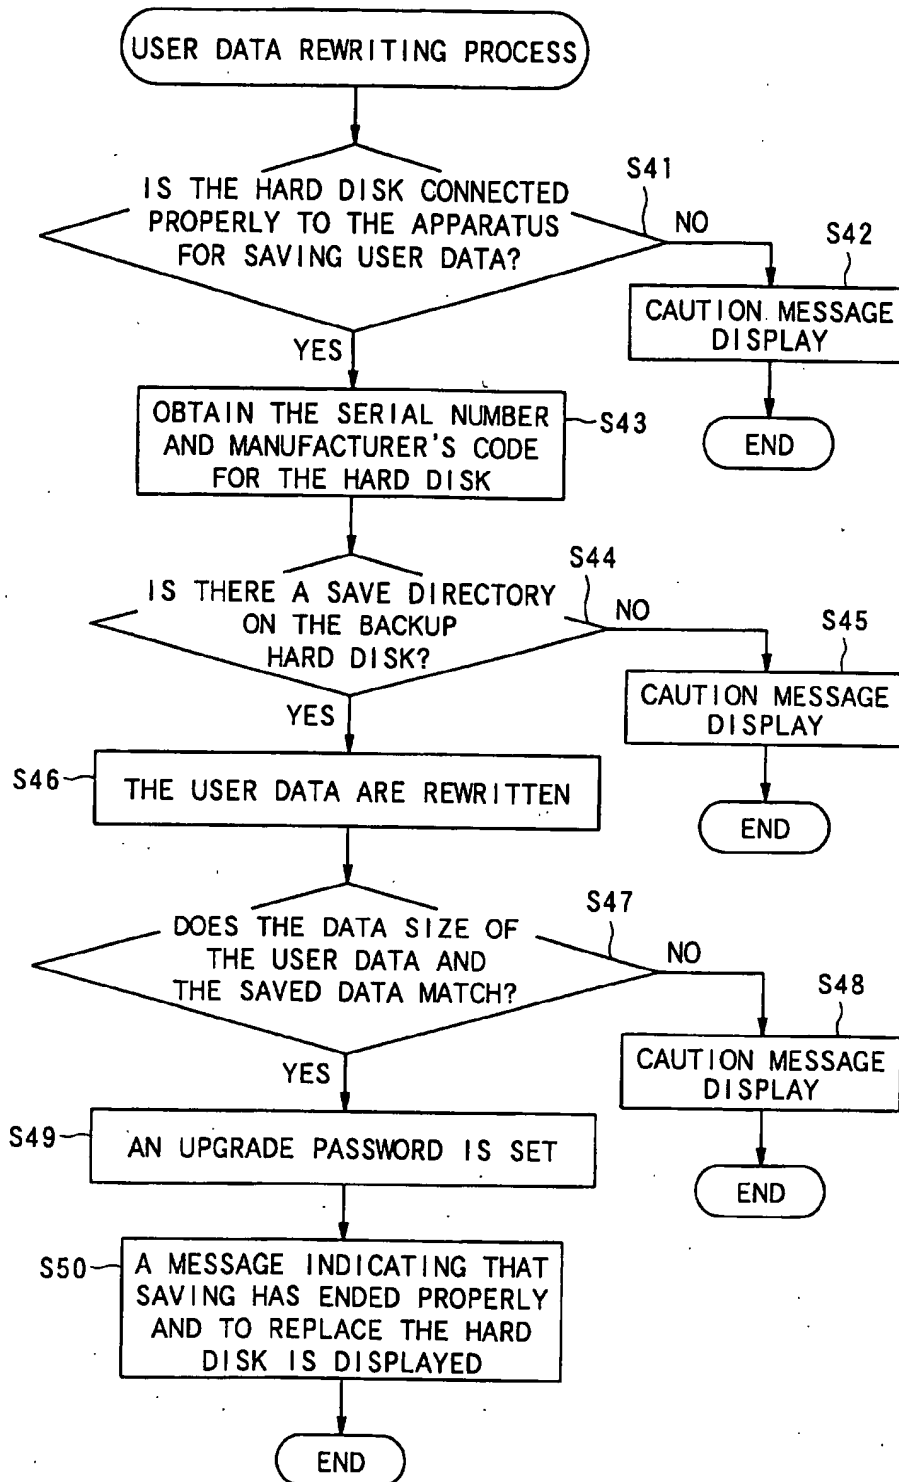 USER DATA REWRITING PROCESS
IS THE HARD DISK CONNECTED
PROPERLY TO THE APPARATUS
FOR SAVING USER DATA?
S41
NO
S42
CAUTION MESSAGE
DISPLAY
END
YES
OBTAIN THE SERIAL NUMBER
AND MANUFACTURER'S CODE
FOR THE HARD DISK
S43
IS THERE A SAVE DIRECTORY
ON THE BACKUP
HARD DISK?
S44
NO
S45
CAUTION MESSAGE
DISPLAY
END
YES
S46
THE USER DATA ARE REWRITTEN
DOES THE DATA SIZE OF
THE USER DATA AND
THE SAVED DATA MATCH?
S47
NO
S48
CAUTION MESSAGE
DISPLAY
END
YES
S49
AN UPGRADE PASSWORD IS SET
S50
A MESSAGE INDICATING THAT
SAVING HAS ENDED PROPERLY
AND TO REPLACE THE HARD
DISK IS DISPLAYED
END